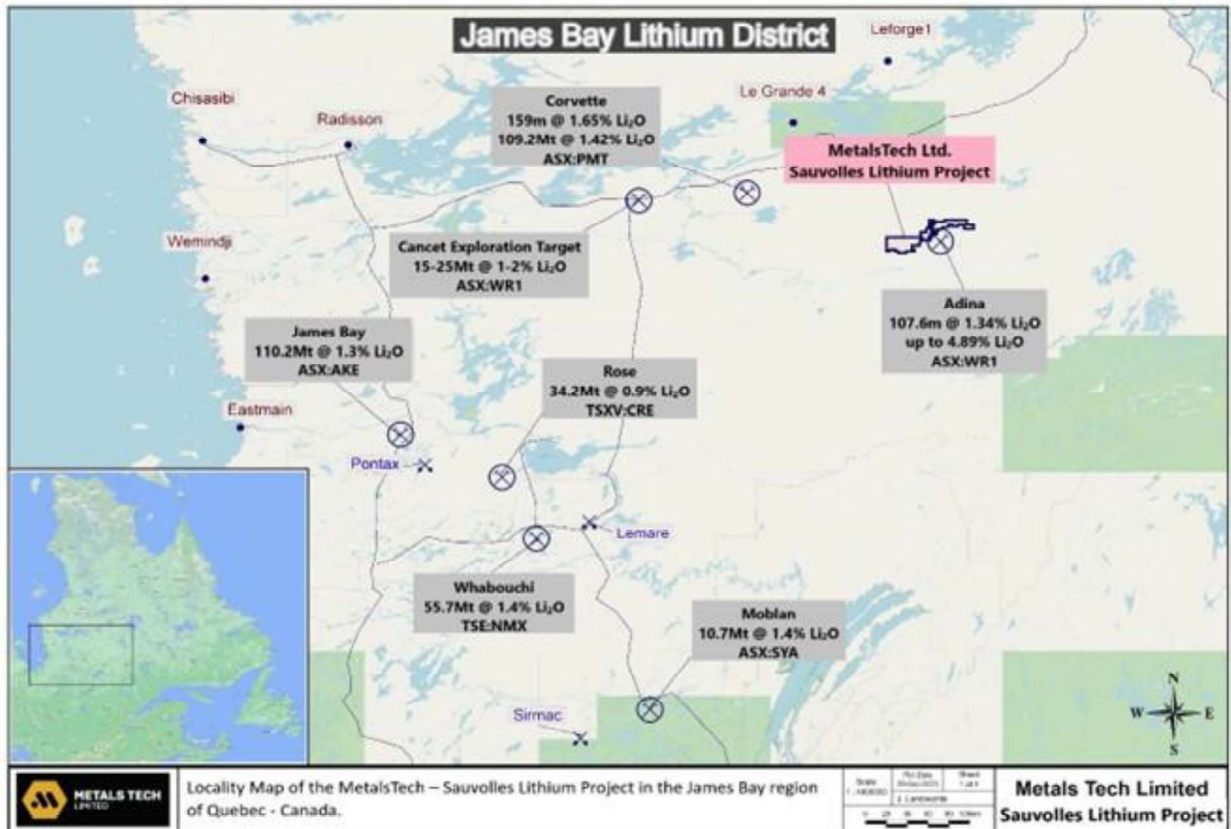 James Bay Lithium District
Leforge1
Chisasibi
Radisson
Le Grande 4
Corvette
159m @ 1.65% Li₂O
109.2Mt @ 1.42% Li₂O
ASX:PMT
MetalsTech Ltd.
Sauvolles Lithium Project
Wemindji
Cancet Exploration Target
15-25Mt @ 1-2% Li₂O
ASX:WR1
Adina
107.6m @ 1.34% Li₂O
up to 4.89% Li₂O
ASX:WR1
James Bay
110.2Mt @ 1.3% Li₂O
ASX:AKE
Rose
34.2Mt @ 0.9% Li₂O
TSXV:CRE
Eastmain
Pontax
Lemare
Whabouchi
55.7Mt @ 1.4% Li₂O
TSE:NMX
Moblan
10.7Mt @ 1.4% Li₂O
ASX:SYA
Sirmac
N
W E
S
METALS TECH
LIMITED
Locality Map of the MetalsTech – Sauvolles Lithium Project in the James Bay region
of Quebec - Canada.
Scale
Sheet
Metals Tech Limited
Sauvolles Lithium Project